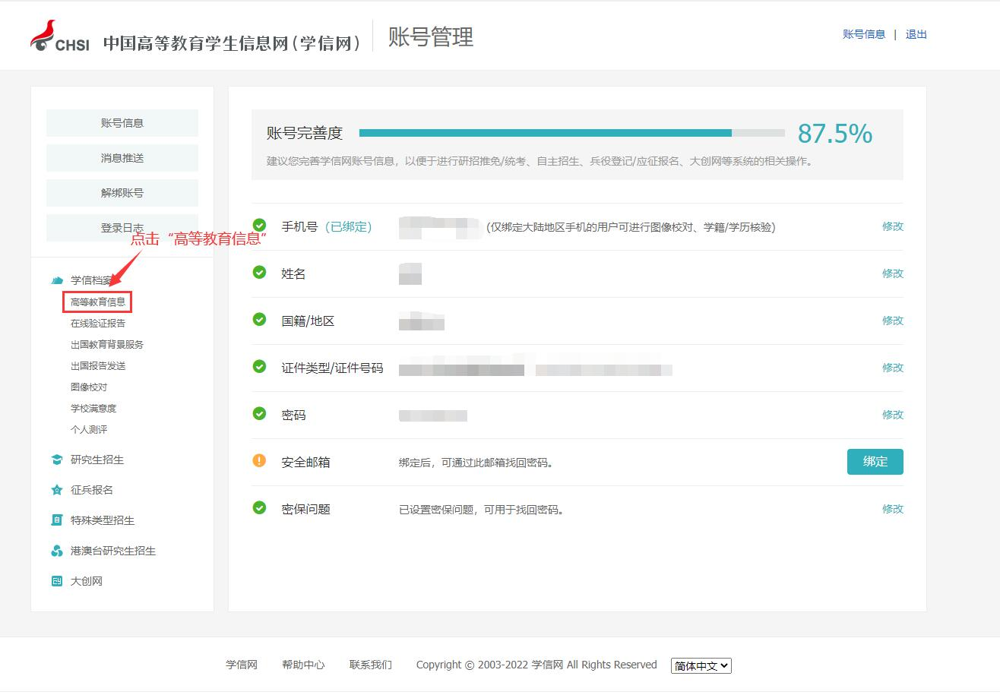 CHSI 中国高等教育学生信息网(学信网) 账号管理 账号信息 | 退出
账号信息
消息推送
解绑账号
登录日志
点击“高等教育信息”
学信档案
高等教育信息
在线验证报告
出国教育背景服务
出国报告发送
图像校对
学校满意度
个人测评
研究生招生
征兵报名
特殊类型招生
港澳台研究生招生
大创网
账号完善度 87.5%
建议您完善学信网账号信息，以便于进行研招推免/统考、自主招生、兵役登记/应征报名、大创网等系统的相关操作。
手机号（已绑定） (仅绑定大陆地区手机的用户可进行图像校对、学籍/学历核验) 修改
姓名 修改
国籍/地区 修改
证件类型/证件号码 修改
密码 修改
安全邮箱 绑定后，可通过此邮箱找回密码。 绑定
密保问题 已设置密保问题，可用于找回密码。 修改
学信网 帮助中心 联系我们 Copyright © 2003-2022 学信网 All Rights Reserved 简体中文